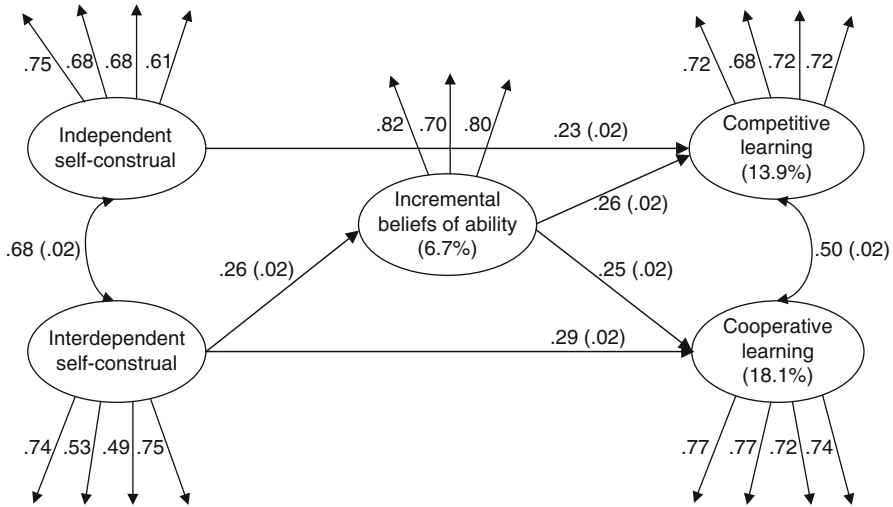 .75 .68 .68 .61
.82 .70 .80
.72 .68 .72 .72
Independent
self-construal
.23 (.02)
Competitive
learning
(13.9%)
Incremental
beliefs of ability
(6.7%)
.26 (.02)
.68 (.02)
.26 (.02)
.25 (.02)
.50 (.02)
Interdependent
self-construal
.29 (.02)
Cooperative
learning
(18.1%)
.74 .53 .49 .75
.77 .77 .72 .74